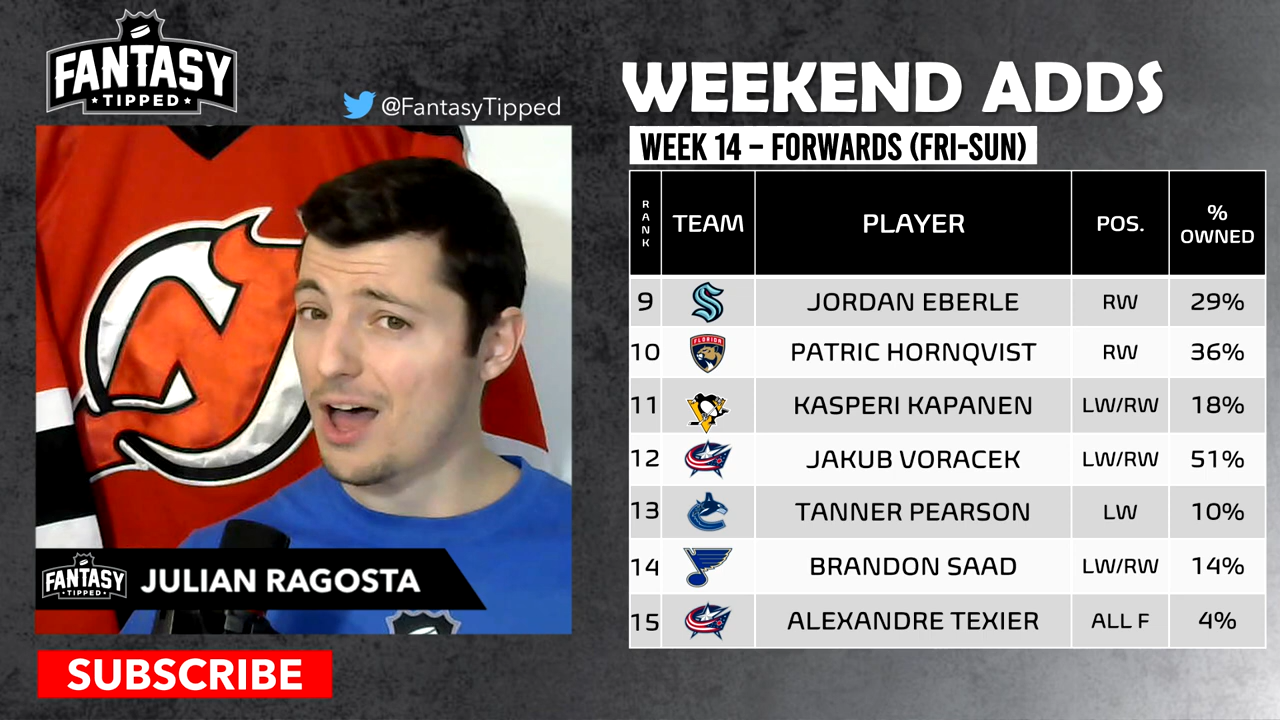 FANTASY
TIPPED
@FantasyTipped
WEEKEND ADDS
WEEK 14 – FORWARDS (FRI-SUN)
RANK TEAM PLAYER POS. % OWNED
9 JORDAN EBERLE RW 29%
10 FLORIDA PATRIC HORNQVIST RW 36%
11 KASPERI KAPANEN LW/RW 18%
12 JAKUB VORACEK LW/RW 51%
13 TANNER PEARSON LW 10%
14 BRANDON SAAD LW/RW 14%
15 ALEXANDRE TEXIER ALL F 4%
FANTASY
TIPPED
JULIAN RAGOSTA
SUBSCRIBE